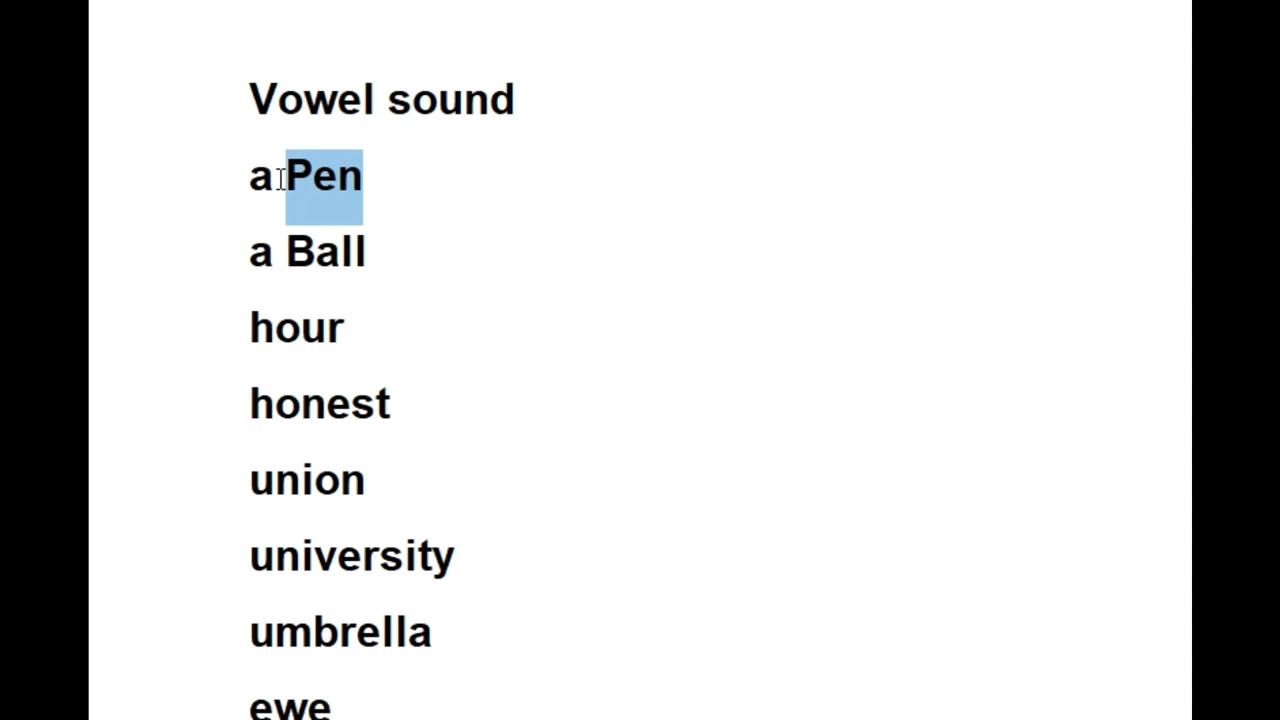 Vowel sound
a Pen
a Ball
hour
honest
union
university
umbrella
ewe